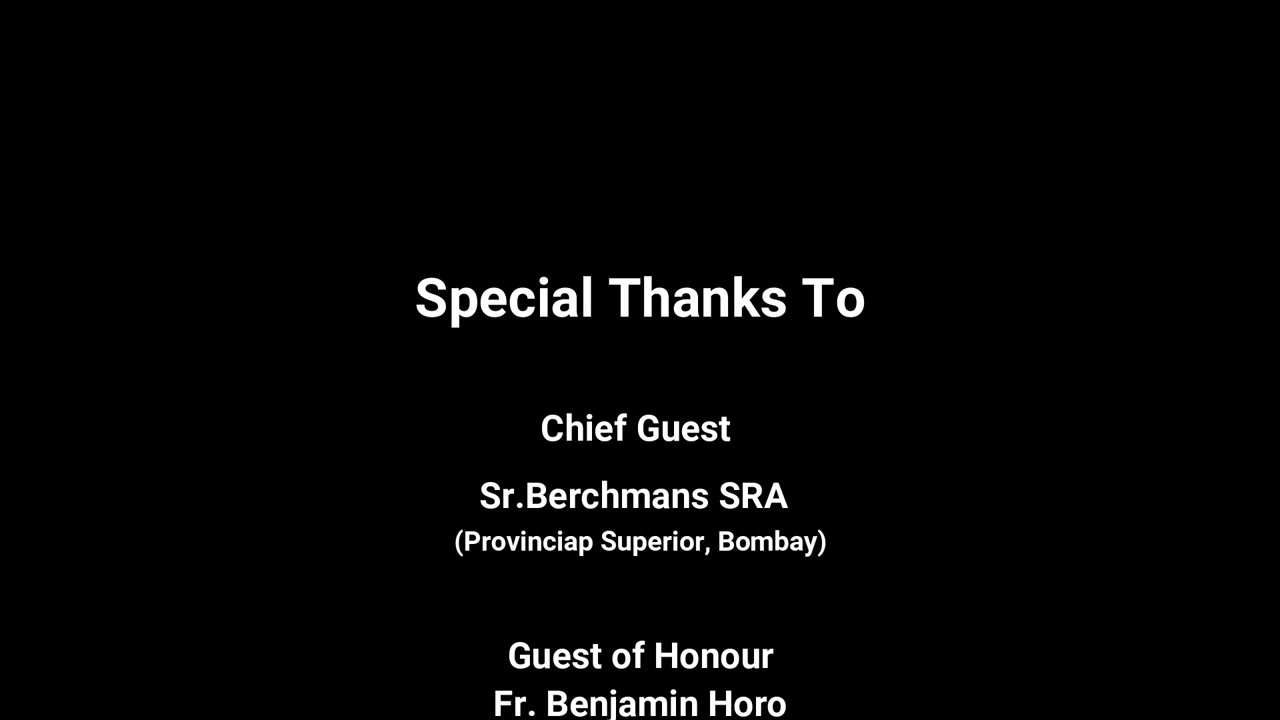 Special Thanks To
Chief Guest
Sr.Berchmans SRA
(Provinciap Superior, Bombay)
Guest of Honour
Fr. Benjamin Horo